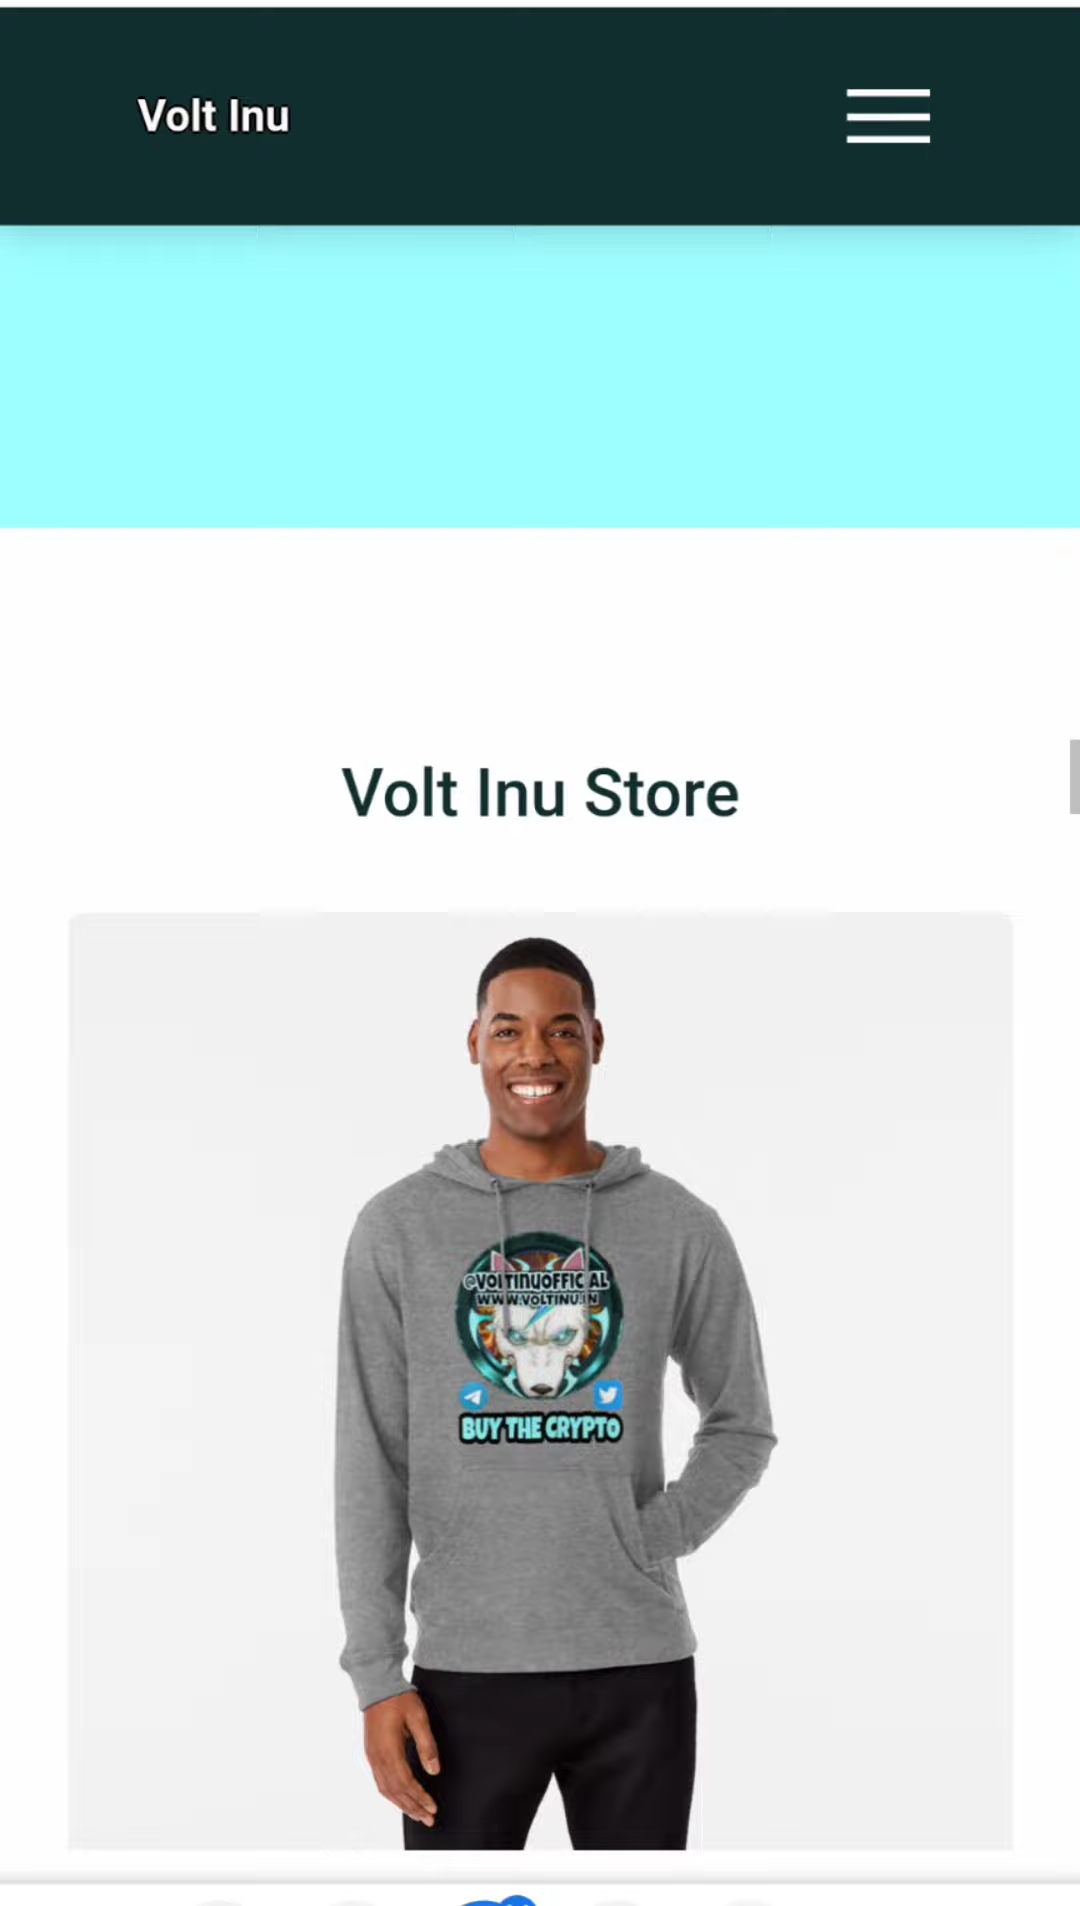 Volt Inu
Volt Inu Store
@VOLTINUOFFICIAL
WWW.VOLTINU.IN
BUY THE CRYPTO